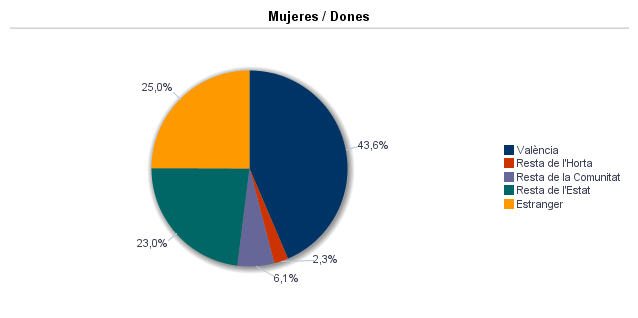 Mujeres / Dones
25,0%
43,6%
23,0%
2,3%
6,1%
València
Resta de l'Horta
Resta de la Comunitat
Resta de l'Estat
Estranger